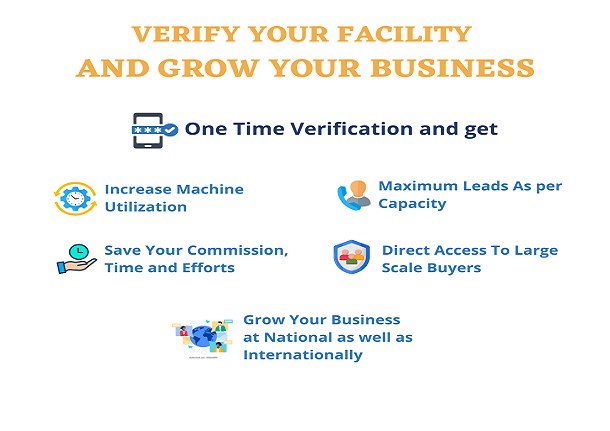 VERIFY YOUR FACILITY
AND GROW YOUR BUSINESS
*** One Time Verification and get
Increase Machine
Utilization
Maximum Leads As per
Capacity
Save Your Commission,
Time and Efforts
Direct Access To Large
Scale Buyers
Grow Your Business
at National as well as
Internationally